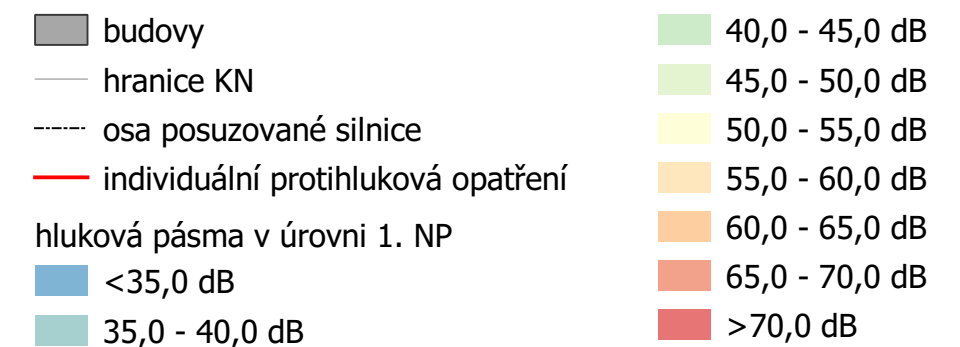 budovy
hranice KN
osa posuzované silnice
individuální protihluková opatření
hluková pásma v úrovni 1. NP
<35,0 dB
35,0 - 40,0 dB
40,0 - 45,0 dB
45,0 - 50,0 dB
50,0 - 55,0 dB
55,0 - 60,0 dB
60,0 - 65,0 dB
65,0 - 70,0 dB
>70,0 dB